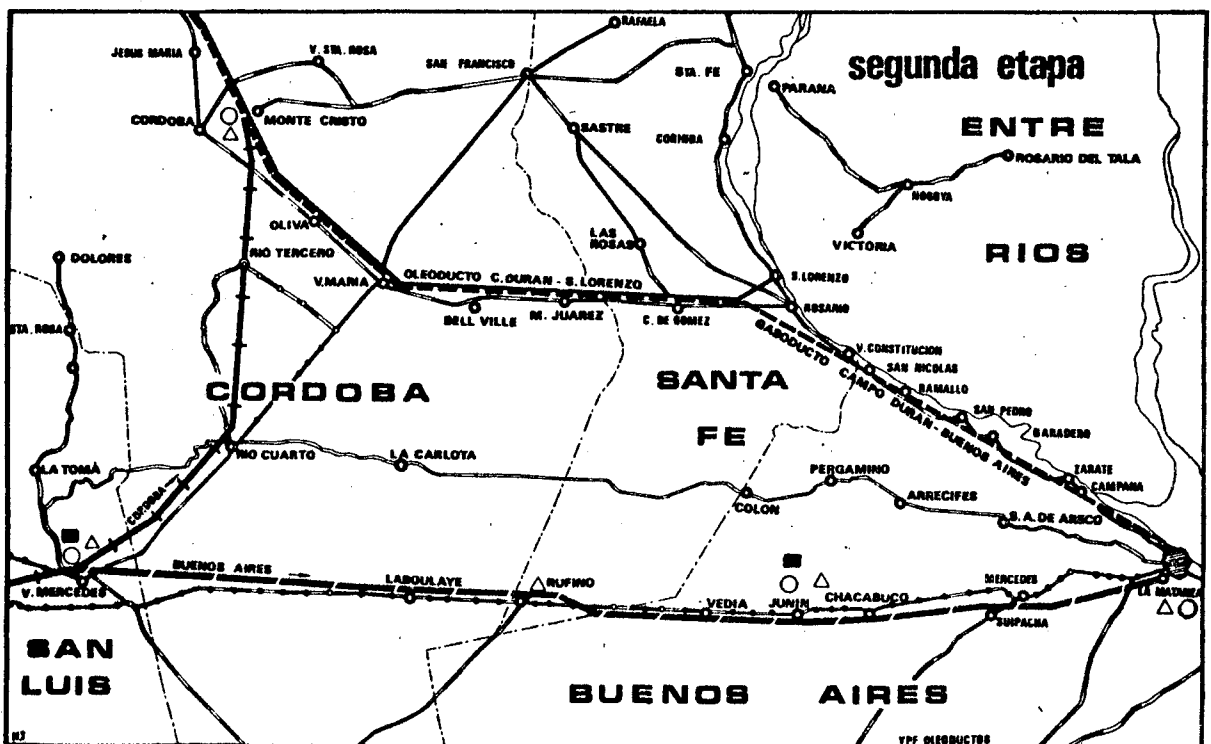 RAFAELA
JESUS MARIA
V. STA. ROSA
SAN FRANCISCO
STA. FE
segunda etapa
PARANA
CORDOBA
MONTE CRISTO
SASTRE
ENTRE
ROSARIO DEL TALA
NOGOYA
OLIVA
LAS
ROSAS
VICTORIA
RIOS
DOLORES
RIO TERCERO
V. MARIA
OLEODUCTO C. DURAN - S. LORENZO
S. LORENZO
ROSARIO
STA. ROSA
BELL VILLE
M. JUAREZ
C. DE GOMEZ
GASODUCTO CAMPO DURAN - BUENOS AIRES
V. CONSTITUCION
SAN NICOLAS
RAMALLO
CORDOBA
SANTA
FE
SAN PEDRO
BARADERO
RIO CUARTO
LA CARLOTA
LA TOMÁ
PERGAMINO
ZARATE
CAMPANA
COLON
ARRECIFES
S. A. DE ARECO
CORDOBA
BUENOS AIRES
V. MERCEDES
LABOULAYE
RUFINO
VEDIA
JUNIN
CHACABUCO
MERCEDES
SUIPACHA
LA MATANZA
SAN
LUIS
BUENOS AIRES
YPF OLEODUCTOS